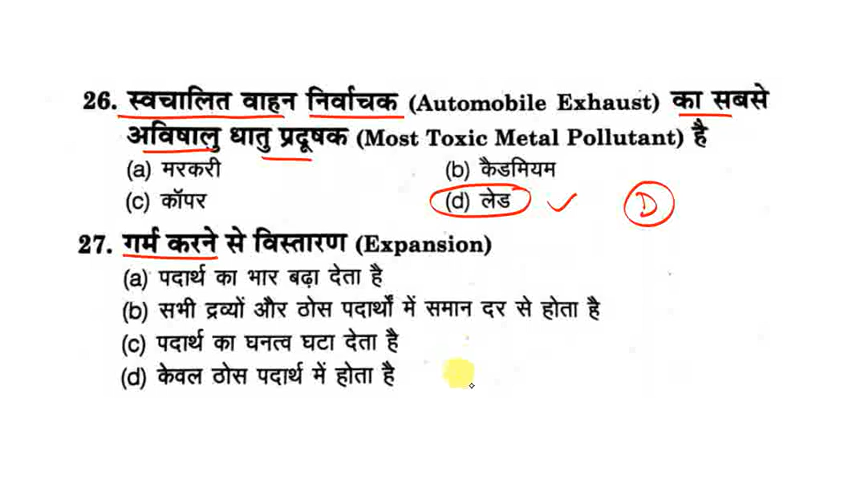 26. स्वचालित वाहन निर्वाचक (Automobile Exhaust) का सबसे
अविषालु धातु प्रदूषक (Most Toxic Metal Pollutant) है
(a) मरकरी (b) कैडमियम
(c) कॉपर (d) लेड D
27. गर्म करने से विस्तारण (Expansion)
(a) पदार्थ का भार बढ़ा देता है
(b) सभी द्रव्यों और ठोस पदार्थों में समान दर से होता है
(c) पदार्थ का घनत्व घटा देता है
(d) केवल ठोस पदार्थ में होता है